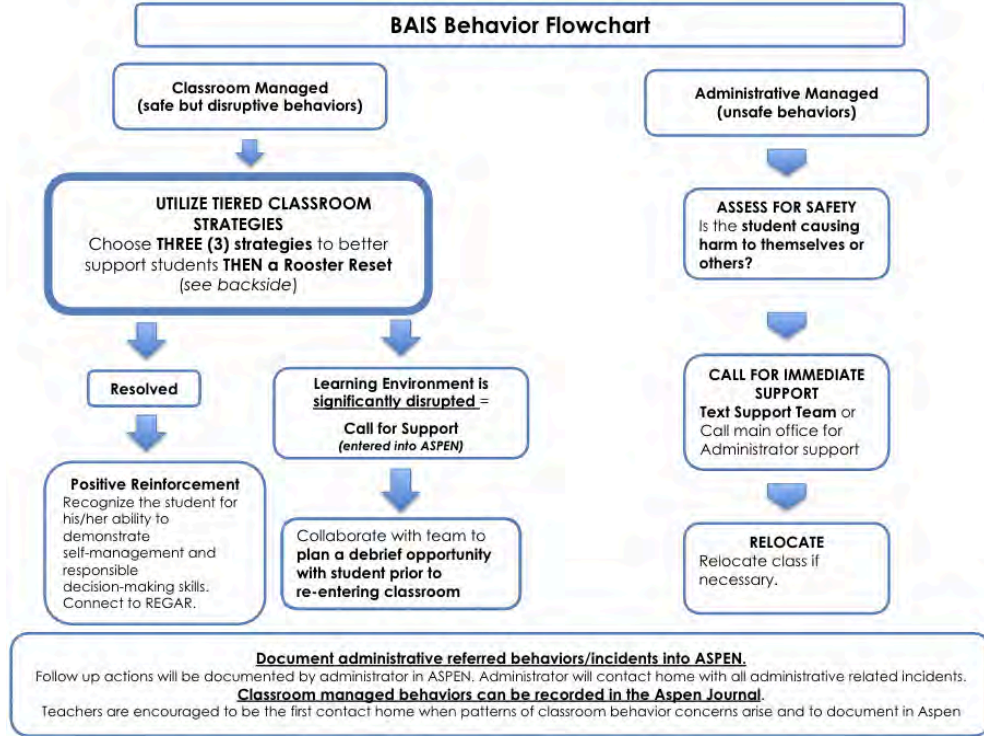 BAIS Behavior Flowchart
Classroom Managed
(safe but disruptive behaviors)
UTILIZE TIERED CLASSROOM
STRATEGIES
Choose THREE (3) strategies to better
support students THEN a Rooster Reset
(see backside)
Resolved
Positive Reinforcement
Recognize the student for
his/her ability to
demonstrate
self-management and
responsible
decision-making skills.
Connect to REGAR.
Learning Environment is
significantly disrupted =
Call for Support
(entered into ASPEN)
Collaborate with team to
plan a debrief opportunity
with student prior to
re-entering classroom
Administrative Managed
(unsafe behaviors)
ASSESS FOR SAFETY
Is the student causing
harm to themselves or
others?
CALL FOR IMMEDIATE
SUPPORT
Text Support Team or
Call main office for
Administrator support
RELOCATE
Relocate class if
necessary.
Document administrative referred behaviors/incidents into ASPEN.
Follow up actions will be documented by administrator in ASPEN. Administrator will contact home with all administrative related incidents.
Classroom managed behaviors can be recorded in the Aspen Journal.
Teachers are encouraged to be the first contact home when patterns of classroom behavior concerns arise and to document in Aspen